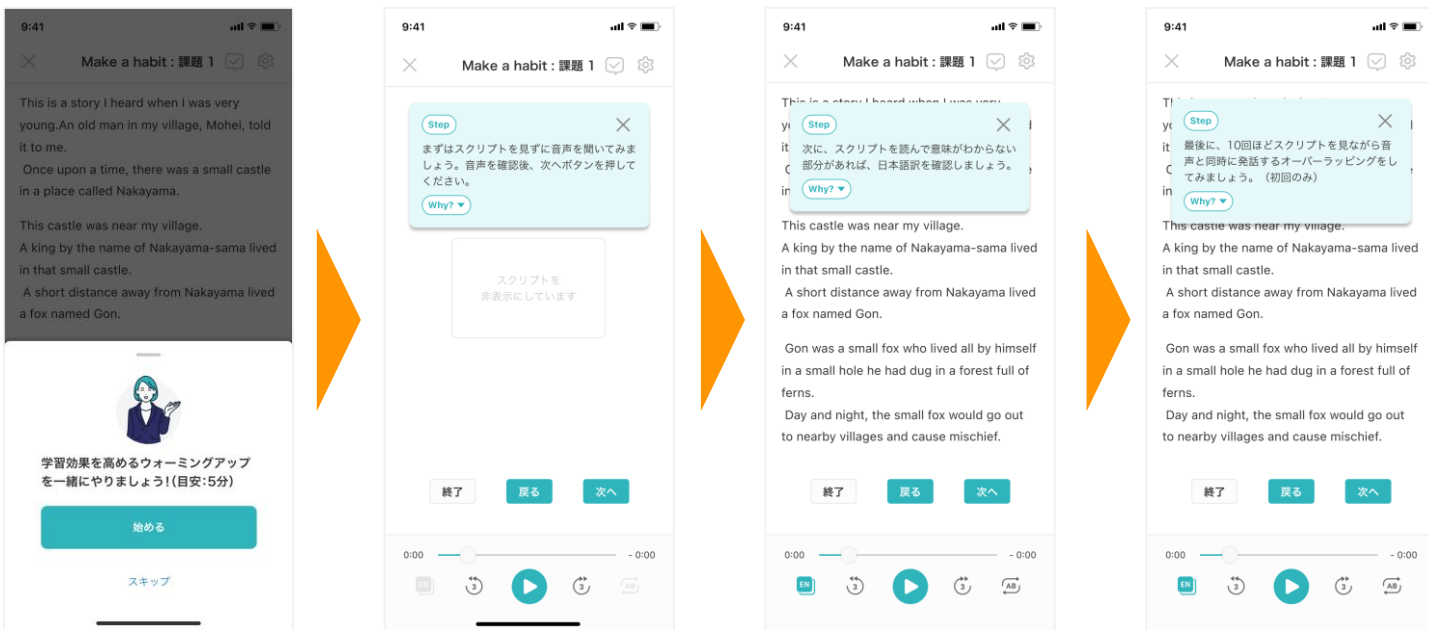 9:41
Make a habit : 課題 1
This is a story I heard when I was very
young.An old man in my village, Mohei, told
it to me.
Once upon a time, there was a small castle
in a place called Nakayama.
This castle was near my village.
A king by the name of Nakayama-sama lived
in that small castle.
A short distance away from Nakayama lived
a fox named Gon.
学習効果を高めるウォーミングアップ
を一緒にやりましょう!(目安:5分)
始める
スキップ
9:41
Make a habit : 課題 1
Step
まずはスクリプトを見ずに音声を聞いてみま
しょう。音声を確認後、次へボタンを押して
ください。
Why?
スクリプトを
非表示にしています
終了
戻る
次へ
0:00
- 0:00
EN
3
3
AB
9:41
Make a habit : 課題 1
This is a story I heard when I was very
Step
次に、スクリプトを読んで意味がわからない
部分があれば、日本語訳を確認しましょう。
Why?
This castle was near my village.
A king by the name of Nakayama-sama lived
in that small castle.
A short distance away from Nakayama lived
a fox named Gon.
Gon was a small fox who lived all by himself
in a small hole he had dug in a forest full of
ferns.
Day and night, the small fox would go out
to nearby villages and cause mischief.
終了
戻る
次へ
0:00
- 0:00
EN
3
3
AB
9:41
Make a habit : 課題 1
Step
最後に、10回ほどスクリプトを見ながら音
声と同時に発話するオーバーラッピングをし
てみましょう。(初回のみ)
Why?
This castle was near my village.
A king by the name of Nakayama-sama lived
in that small castle.
A short distance away from Nakayama lived
a fox named Gon.
Gon was a small fox who lived all by himself
in a small hole he had dug in a forest full of
ferns.
Day and night, the small fox would go out
to nearby villages and cause mischief.
終了
戻る
次へ
0:00
- 0:00
EN
3
3
AB